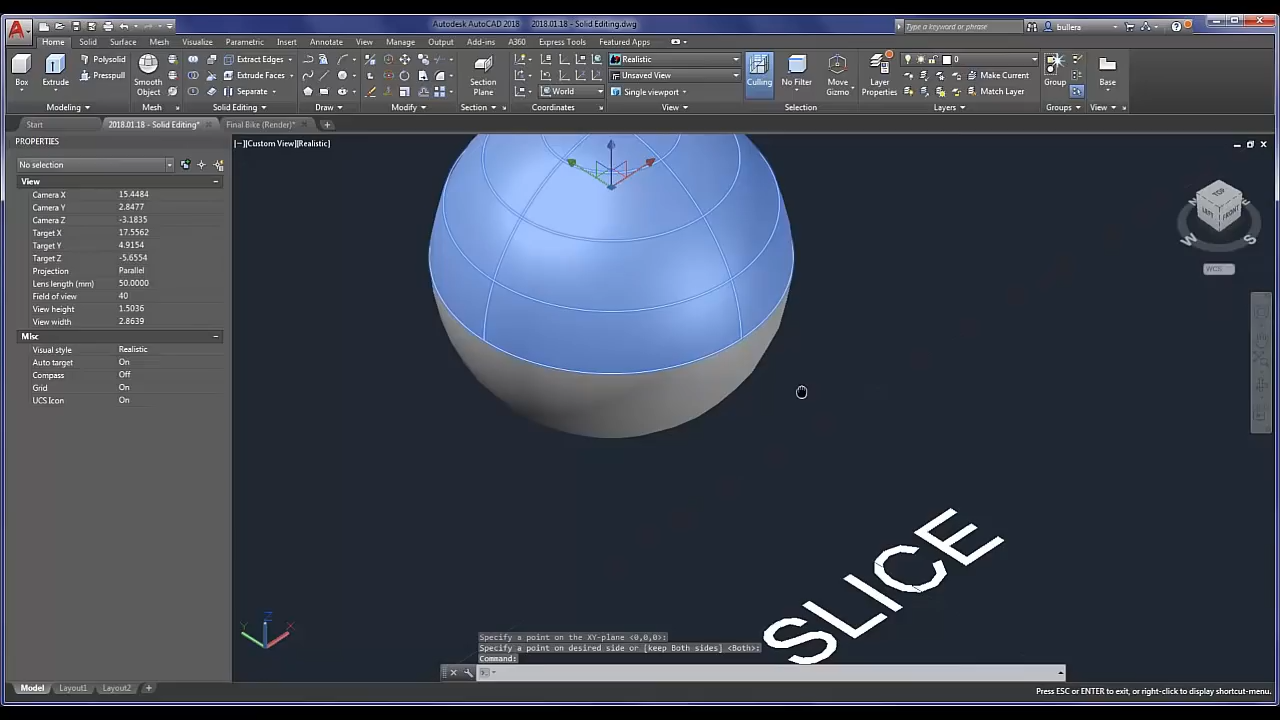 Autodesk AutoCAD 2018 2018.01.18 - Solid Editing.dwg
Type a keyword or phrase
bullera
Home Solid Surface Mesh Visualize Parametric Insert Annotate View Manage Output Add-ins A360 Express Tools Featured Apps
Polysolid
Presspull
Box
Extrude
Smooth Object
Extract Edges
Extrude Faces
Separate
Section Plane
World
Realistic
Unsaved View
Single viewport
Culling
No Filter
Move Gizmo
Layer Properties
0
Make Current
Match Layer
Group
Base
Modeling Mesh Solid Editing Draw Modify Section Coordinates View Selection Layers Groups View
Start 2018.01.18 - Solid Editing* Final Bike (Render)*
PROPERTIES
[−][Custom View][Realistic]
No selection
View
Camera X 15.4484
Camera Y 2.8477
Camera Z -3.1835
Target X 17.5562
Target Y 4.9154
Target Z -5.6554
Projection Parallel
Lens length (mm) 50.0000
Field of view 40
View height 1.5036
View width 2.8639
Misc
Visual style Realistic
Auto target On
Compass Off
Grid On
UCS Icon On
TOP
LEFT FRONT
W S
WCS
SLICE
Z
Y X
Specify a point on the XY-plane <0,0,0>:
Specify a point on desired side or [keep Both sides] <Both>:
Command:
Model Layout1 Layout2 +
Press ESC or ENTER to exit, or right-click to display shortcut-menu.